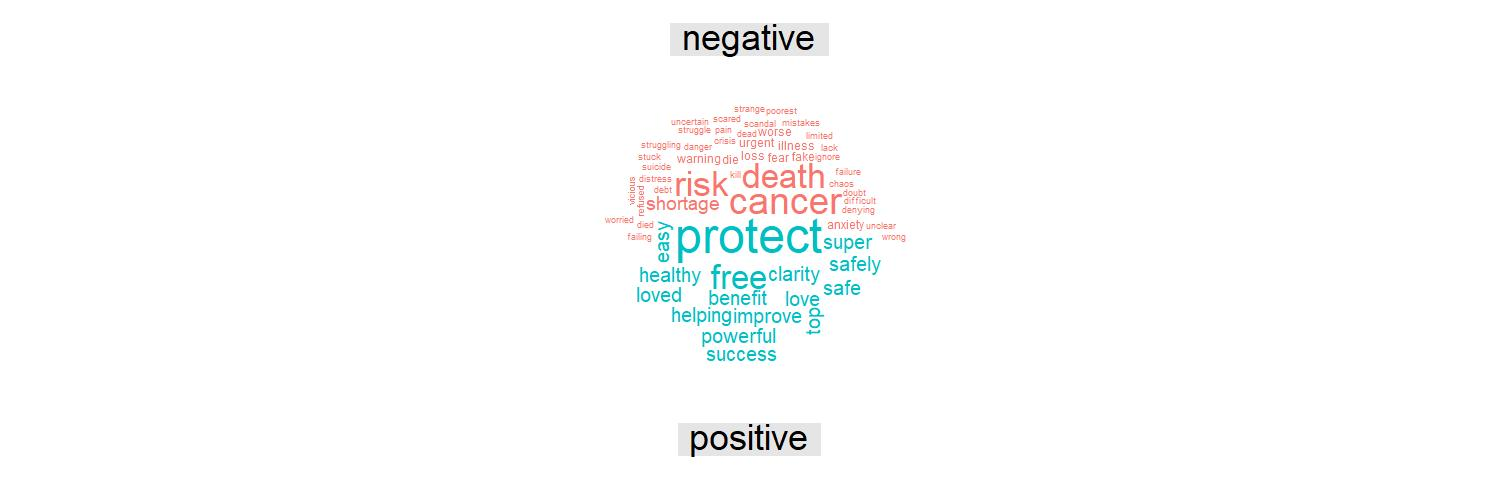 negative
strange poorest
uncertain scared scandal mistakes
struggle pain dead worse limited
struggling danger crisis urgent illness lack
stuck warning die loss fear fake ignore
suicide
distress risk kill death failure
vicious refused debt chaos
shortage cancer doubt
difficult
denying
worried died anxiety unclear
failing wrong
easy protect super
healthy free clarity safely
loved benefit love safe
helping improve top
powerful
success
positive